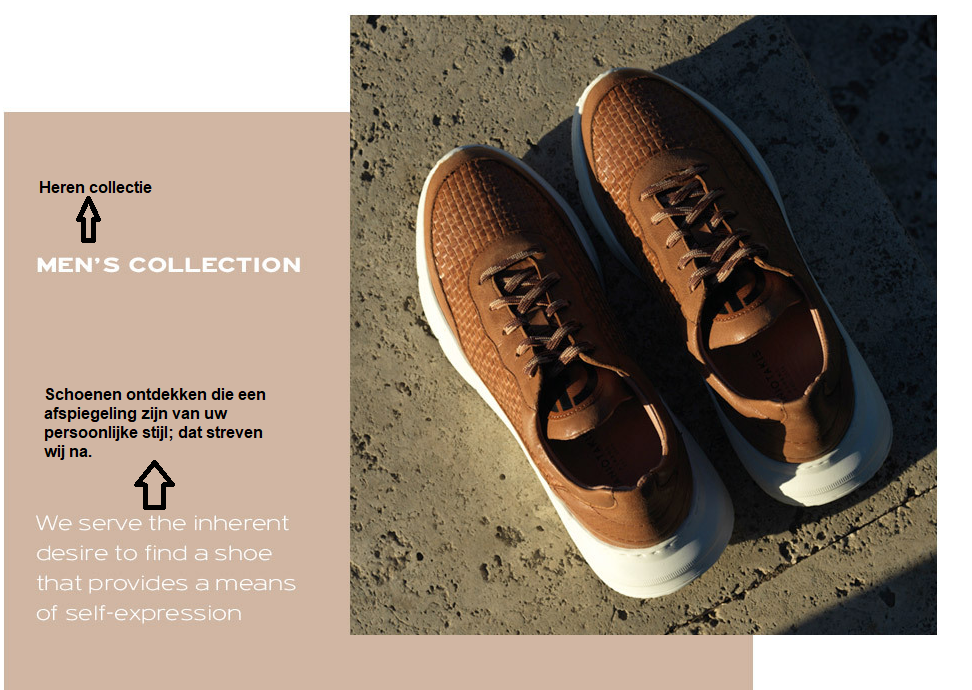 Heren collectie
MEN'S COLLECTION
Schoenen ontdekken die een
afspiegeling zijn van uw
persoonlijke stijl; dat streven
wij na.
We serve the inherent
desire to find a shoe
that provides a means
of self-expression